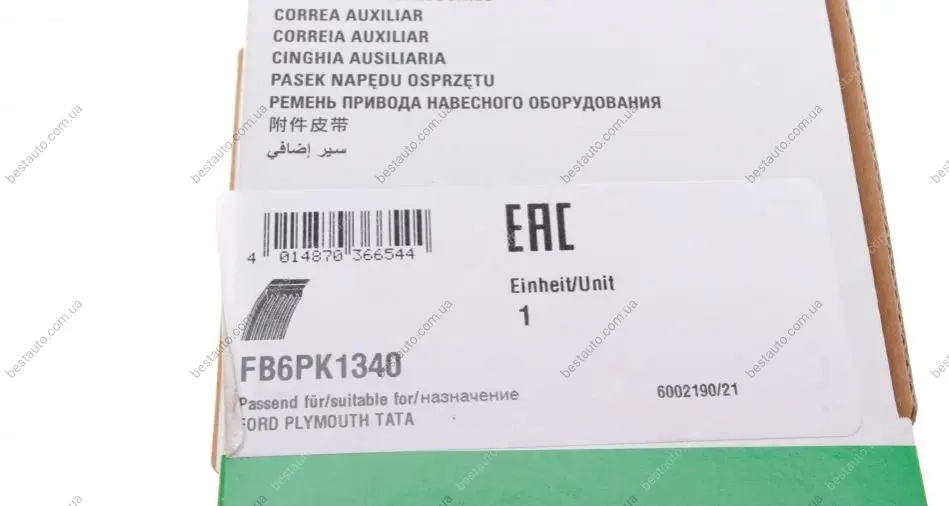 CORREA AUXILIAR
CORREIA AUXILIAR
CINGHIA AUSILIARIA
PASEK NAPĘDU OSPRZĘTU
РЕМЕНЬ ПРИВОДА НАВЕСНОГО ОБОРУДОВАНИЯ
附件皮带
سير إضافي
EAC
4 014870 366544
Einheit/Unit
1
FB6PK1340
6002190/21
Passend für/suitable for/назначение
FORD PLYMOUTH TATA
bestauto.com.ua